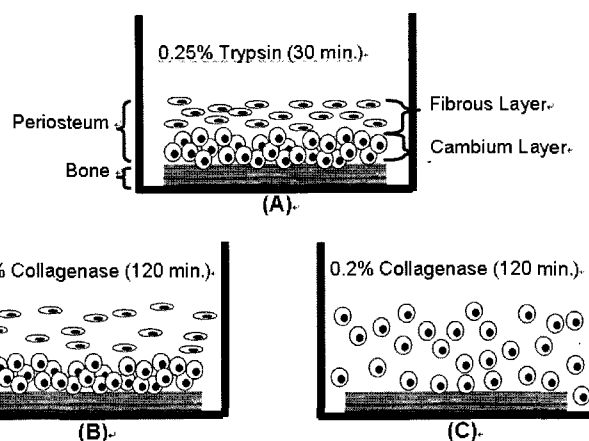 0.25% Trypsin (30 min.)
Periosteum
Fibrous Layer
Cambium Layer
Bone
(A)
% Collagenase (120 min.)
0.2% Collagenase (120 min.)
(B)
(C)